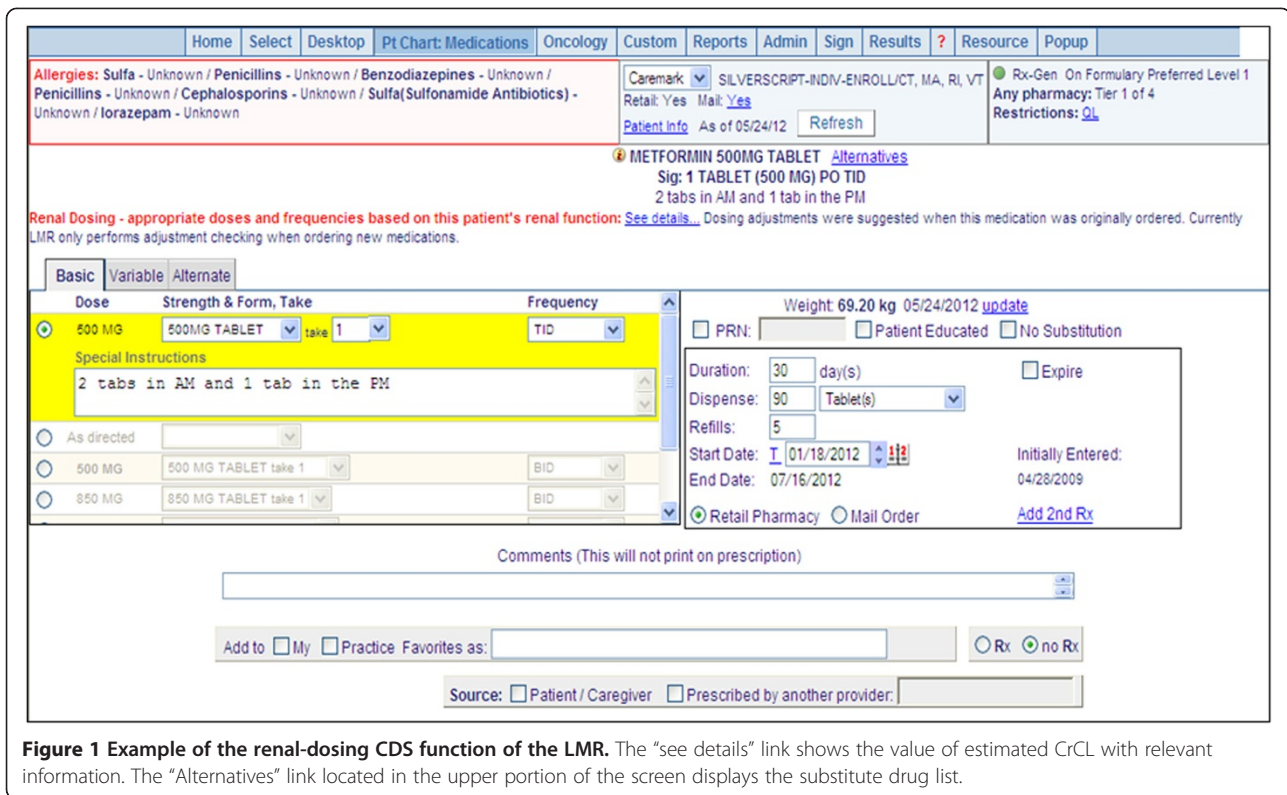 Home Select Desktop Pt Chart: Medications Oncology Custom Reports Admin Sign Results ? Resource Popup
Allergies: Sulfa - Unknown / Penicillins - Unknown / Benzodiazepines - Unknown /
Penicillins - Unknown / Cephalosporins - Unknown / Sulfa(Sulfonamide Antibiotics) -
Unknown / lorazepam - Unknown
Caremark SILVERSCRIPT-INDIV-ENROLL/CT, MA, RI, VT
Retail: Yes Mail: Yes
Patient Info As of 05/24/12 Refresh
Rx-Gen On Formulary Preferred Level 1
Any pharmacy: Tier 1 of 4
Restrictions: QL
METFORMIN 500MG TABLET Alternatives
Sig: 1 TABLET (500 MG) PO TID
2 tabs in AM and 1 tab in the PM
Renal Dosing - appropriate doses and frequencies based on this patient's renal function: See details... Dosing adjustments were suggested when this medication was originally ordered. Currently
LMR only performs adjustment checking when ordering new medications.
Basic Variable Alternate
Dose Strength & Form, Take Frequency
500 MG 500MG TABLET take 1 TID
Special Instructions
2 tabs in AM and 1 tab in the PM
As directed
500 MG 500 MG TABLET take 1 BID
850 MG 850 MG TABLET take 1 BID
Weight: 69.20 kg 05/24/2012 update
PRN: Patient Educated No Substitution
Duration: 30 day(s) Expire
Dispense: 90 Tablet(s)
Refills: 5
Start Date: T 01/18/2012 12 Initially Entered:
End Date: 07/16/2012 04/28/2009
Retail Pharmacy Mail Order Add 2nd Rx
Comments (This will not print on prescription)
Add to My Practice Favorites as: Rx no Rx
Source: Patient / Caregiver Prescribed by another provider:
Figure 1 Example of the renal-dosing CDS function of the LMR. The "see details" link shows the value of estimated CrCL with relevant
information. The "Alternatives" link located in the upper portion of the screen displays the substitute drug list.